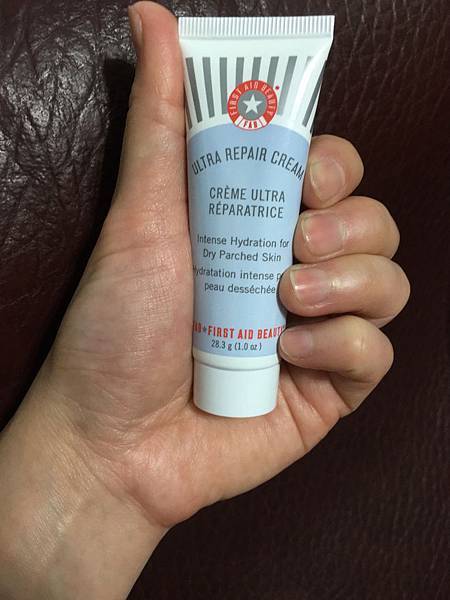 FIRST AID BEAUTY
FAB
ULTRA REPAIR CREAM
CRÈME ULTRA
RÉPARATRICE
Intense Hydration for
Dry Parched Skin
Hydratation intense
peau desséchée
FIRST AID BEAUTY
28.3 g (1.0 oz)